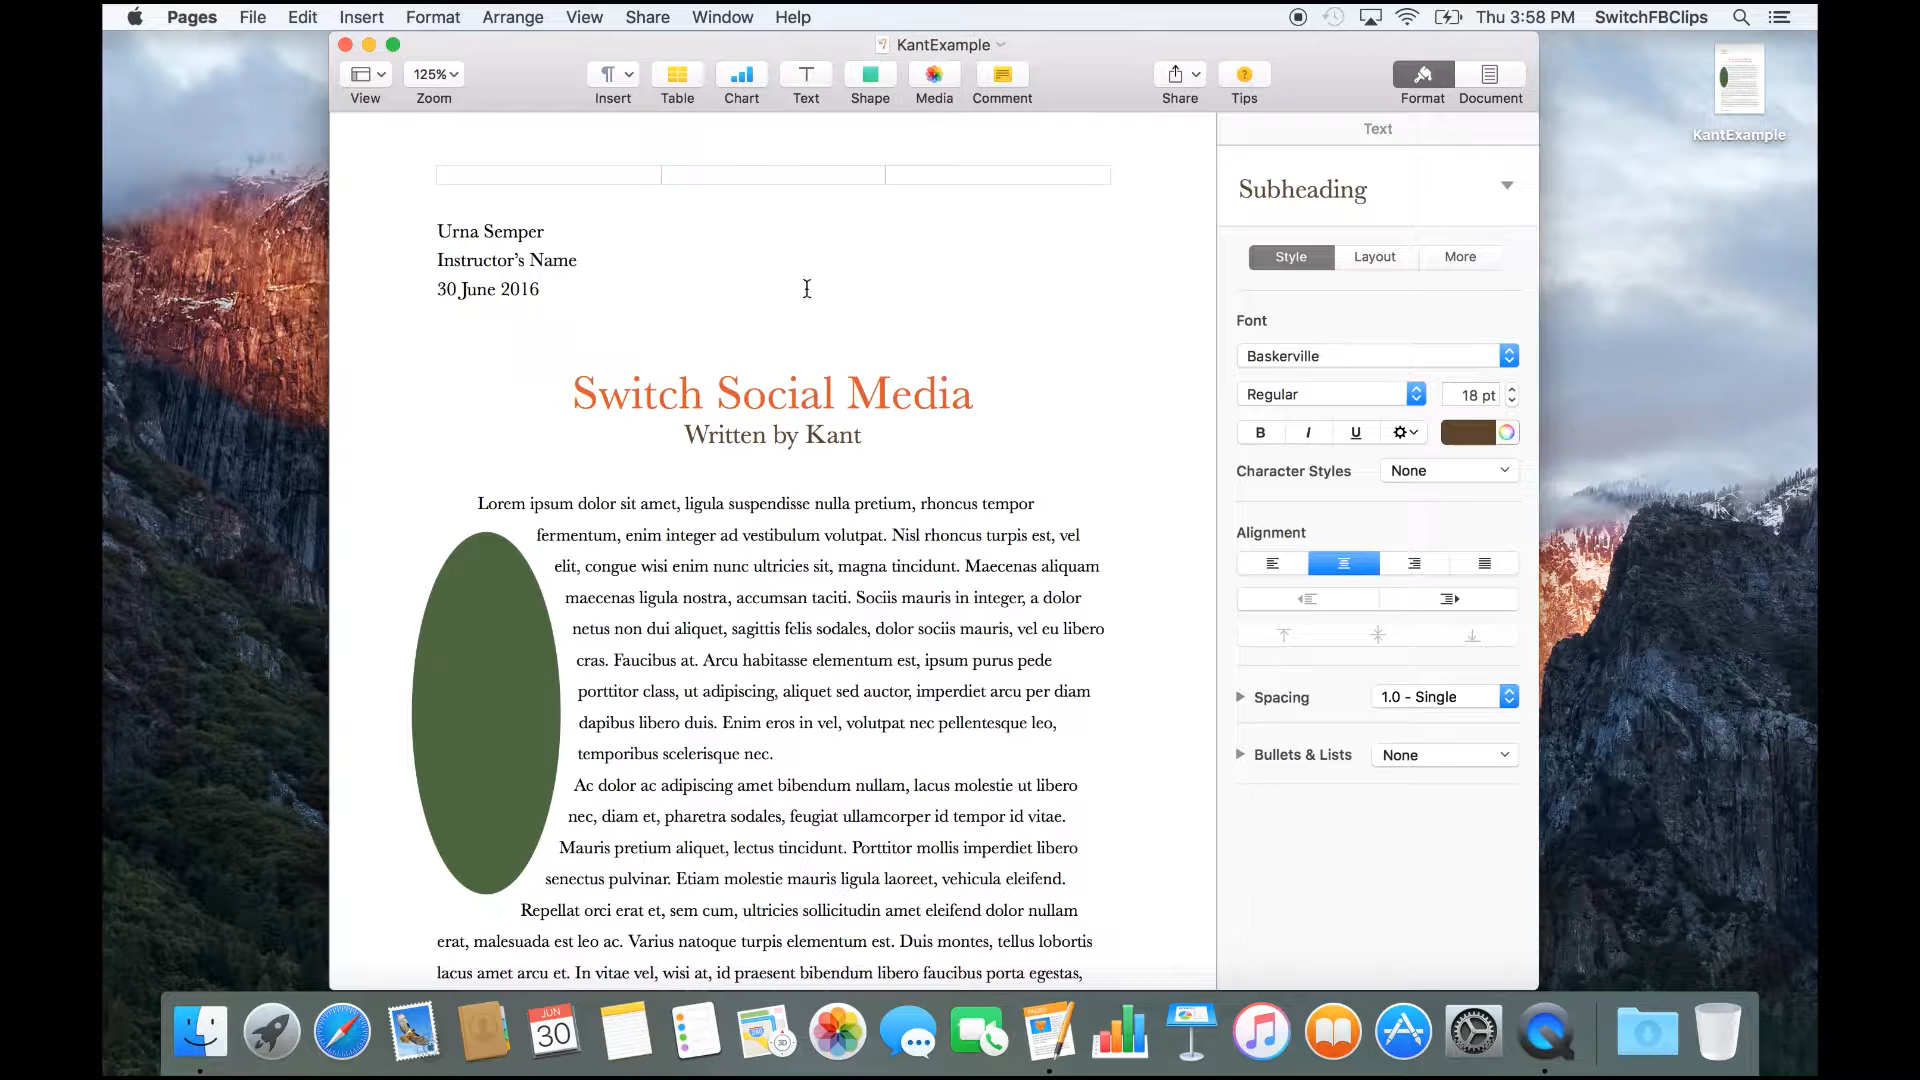 Pages File Edit Insert Format Arrange View Share Window Help Thu 3:58 PM SwitchFBClips
KantExample
125%
View Zoom Insert Table Chart Text Shape Media Comment Share Tips Format Document
KantExample
Text
Subheading
Style Layout More
Font
Baskerville
Regular 18 pt
B I U
Character Styles None
Alignment
Spacing 1.0 - Single
Bullets & Lists None
Urna Semper
Instructor’s Name
30 June 2016
Switch Social Media
Written by Kant
Lorem ipsum dolor sit amet, ligula suspendisse nulla pretium, rhoncus tempor
fermentum, enim integer ad vestibulum volutpat. Nisl rhoncus turpis est, vel
elit, congue wisi enim nunc ultricies sit, magna tincidunt. Maecenas aliquam
maecenas ligula nostra, accumsan taciti. Sociis mauris in integer, a dolor
netus non dui aliquet, sagittis felis sodales, dolor sociis mauris, vel eu libero
cras. Faucibus at. Arcu habitasse elementum est, ipsum purus pede
porttitor class, ut adipiscing, aliquet sed auctor, imperdiet arcu per diam
dapibus libero duis. Enim eros in vel, volutpat nec pellentesque leo,
temporibus scelerisque nec.
Ac dolor ac adipiscing amet bibendum nullam, lacus molestie ut libero
nec, diam et, pharetra sodales, feugiat ullamcorper id tempor id vitae.
Mauris pretium aliquet, lectus tincidunt. Porttitor mollis imperdiet libero
senectus pulvinar. Etiam molestie mauris ligula laoreet, vehicula eleifend.
Repellat orci erat et, sem cum, ultricies sollicitudin amet eleifend dolor nullam
erat, malesuada est leo ac. Varius natoque turpis elementum est. Duis montes, tellus lobortis
lacus amet arcu et. In vitae vel, wisi at, id praesent bibendum libero faucibus porta egestas,
JUN
30
3D